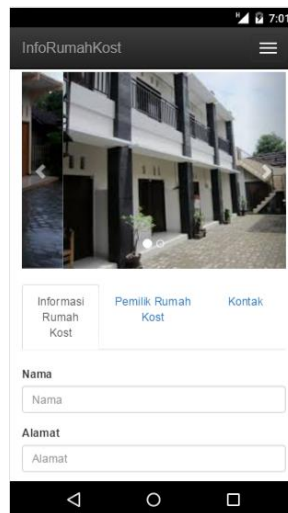 H 7:01
InfoRumahKost
Informasi
Rumah
Kost
Pemilik Rumah
Kost
Kontak
Nama
Nama
Alamat
Alamat